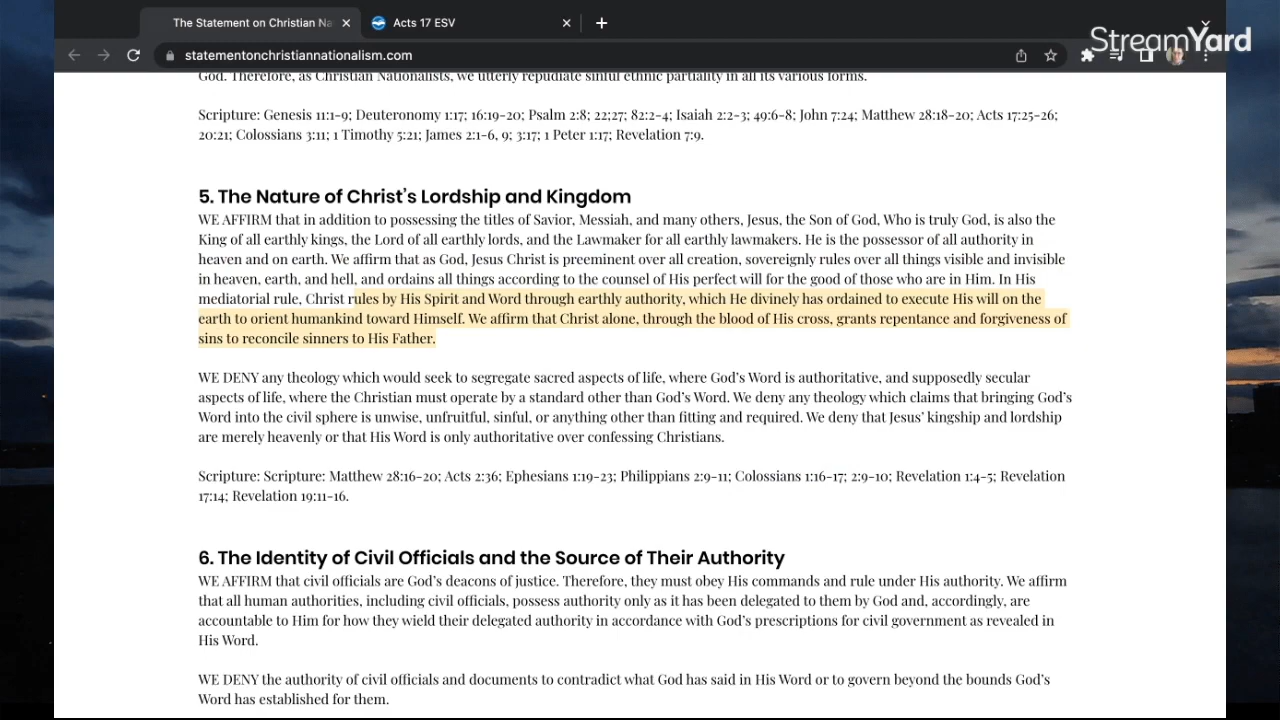 The Statement on Christian Na
Acts 17 ESV
StreamYard
statementonchristiannationalism.com
God. Therefore, as Christian Nationalists, we utterly repudiate sinful ethnic partiality in all its various forms.
Scripture: Genesis 11:1-9; Deuteronomy 1:17; 16:19-20; Psalm 2:8; 22;27; 82:2-4; Isaiah 2:2-3; 49:6-8; John 7:24; Matthew 28:18-20; Acts 17:25-26;
20:21; Colossians 3:11; 1 Timothy 5:21; James 2:1-6, 9; 3:17; 1 Peter 1:17; Revelation 7:9.
5. The Nature of Christ's Lordship and Kingdom
WE AFFIRM that in addition to possessing the titles of Savior, Messiah, and many others, Jesus, the Son of God, Who is truly God, is also the
King of all earthly kings, the Lord of all earthly lords, and the Lawmaker for all earthly lawmakers. He is the possessor of all authority in
heaven and on earth. We affirm that as God, Jesus Christ is preeminent over all creation, sovereignly rules over all things visible and invisible
in heaven, earth, and hell, and ordains all things according to the counsel of His perfect will for the good of those who are in Him. In His
mediatorial rule, Christ rules by His Spirit and Word through earthly authority, which He divinely has ordained to execute His will on the
earth to orient humankind toward Himself. We affirm that Christ alone, through the blood of His cross, grants repentance and forgiveness of
sins to reconcile sinners to His Father.
WE DENY any theology which would seek to segregate sacred aspects of life, where God's Word is authoritative, and supposedly secular
aspects of life, where the Christian must operate by a standard other than God's Word. We deny any theology which claims that bringing God's
Word into the civil sphere is unwise, unfruitful, sinful, or anything other than fitting and required. We deny that Jesus' kingship and lordship
are merely heavenly or that His Word is only authoritative over confessing Christians.
Scripture: Scripture: Matthew 28:16-20; Acts 2:36; Ephesians 1:19-23; Philippians 2:9-11; Colossians 1:16-17; 2:9-10; Revelation 1:4-5; Revelation
17:14; Revelation 19:11-16.
6. The Identity of Civil Officials and the Source of Their Authority
WE AFFIRM that civil officials are God's deacons of justice. Therefore, they must obey His commands and rule under His authority. We affirm
that all human authorities, including civil officials, possess authority only as it has been delegated to them by God and, accordingly, are
accountable to Him for how they wield their delegated authority in accordance with God's prescriptions for civil government as revealed in
His Word.
WE DENY the authority of civil officials and documents to contradict what God has said in His Word or to govern beyond the bounds God's
Word has established for them.